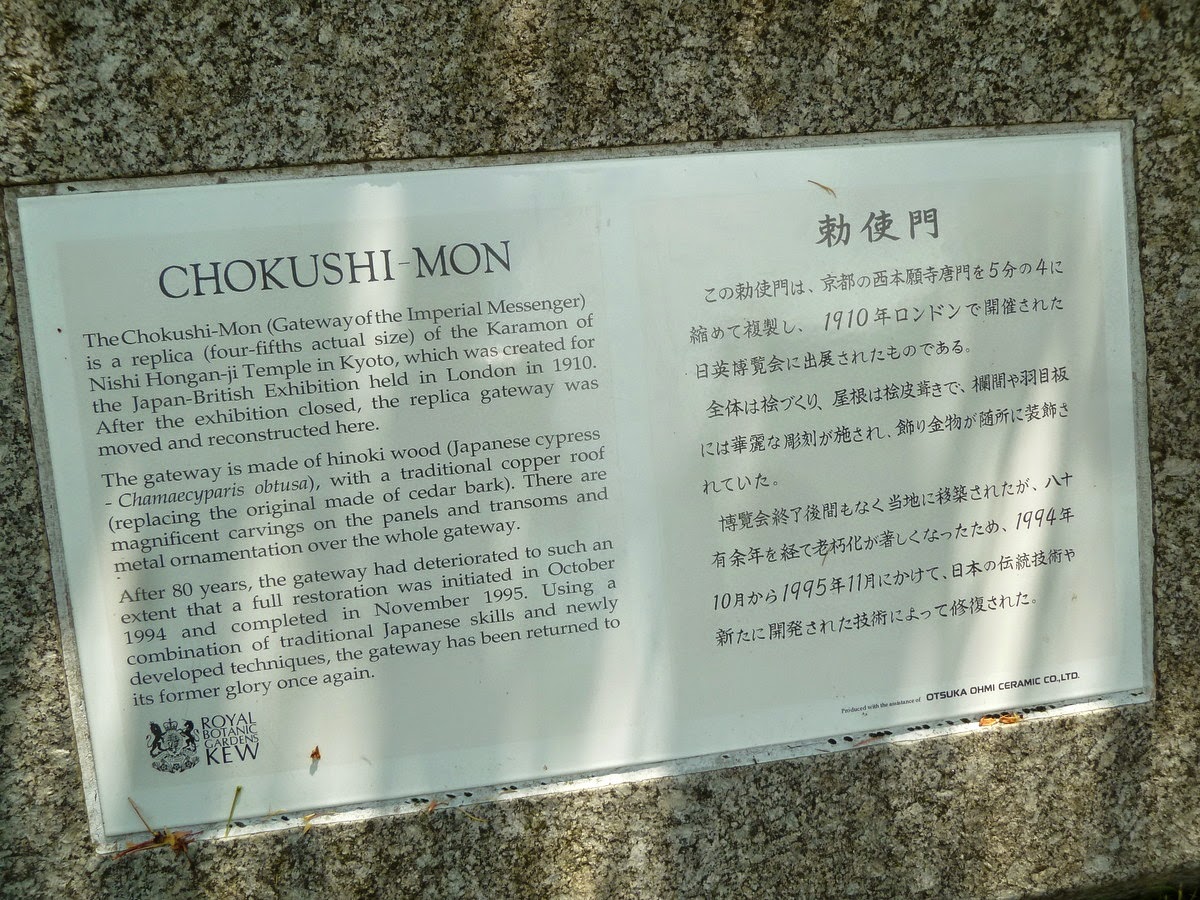 CHOKUSHI-MON
The Chokushi-Mon (Gateway of the Imperial Messenger)
is a replica (four-fifths actual size) of the Karamon of
Nishi Hongan-ji Temple in Kyoto, which was created for
the Japan-British Exhibition held in London in 1910.
After the exhibition closed, the replica gateway was
moved and reconstructed here.
The gateway is made of hinoki wood (Japanese cypress
- Chamaecyparis obtusa), with a traditional copper roof
(replacing the original made of cedar bark). There are
magnificent carvings on the panels and transoms and
metal ornamentation over the whole gateway.
After 80 years, the gateway had deteriorated to such an
extent that a full restoration was initiated in October
1994 and completed in November 1995. Using a
combination of traditional Japanese skills and newly
developed techniques, the gateway has been returned to
its former glory once again.
ROYAL
BOTANIC
GARDENS
KEW
勅使門
この勅使門は、京都の西本願寺唐門を5分の4に
縮めて複製し、1910年ロンドンで開催された
日英博覧会に出展されたものである。
全体は桧づくり、屋根は桧皮葺きで、欄間や羽目板
には華麗な彫刻が施され、飾り金物が随所に装飾さ
れていた。
博覧会終了後間もなく当地に移築されたが、八十
有余年を経て老朽化が著しくなったため、1994年
10月から1995年11月にかけて、日本の伝統技術や
新たに開発された技術によって修復された。
Produced with the assistance of OTSUKA OHMI CERAMIC CO.,LTD.